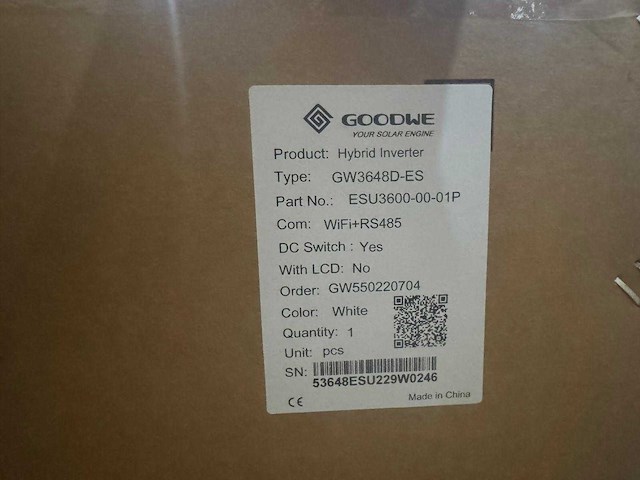 GOODWE
YOUR SOLAR ENGINE
Product: Hybrid Inverter
Type: GW3648D-ES
Part No.: ESU3600-00-01P
Com: WiFi+RS485
DC Switch : Yes
With LCD: No
Order: GW550220704
Color: White
Quantity: 1
Unit: pcs
SN:
53648ESU229W0246
CE Made in China